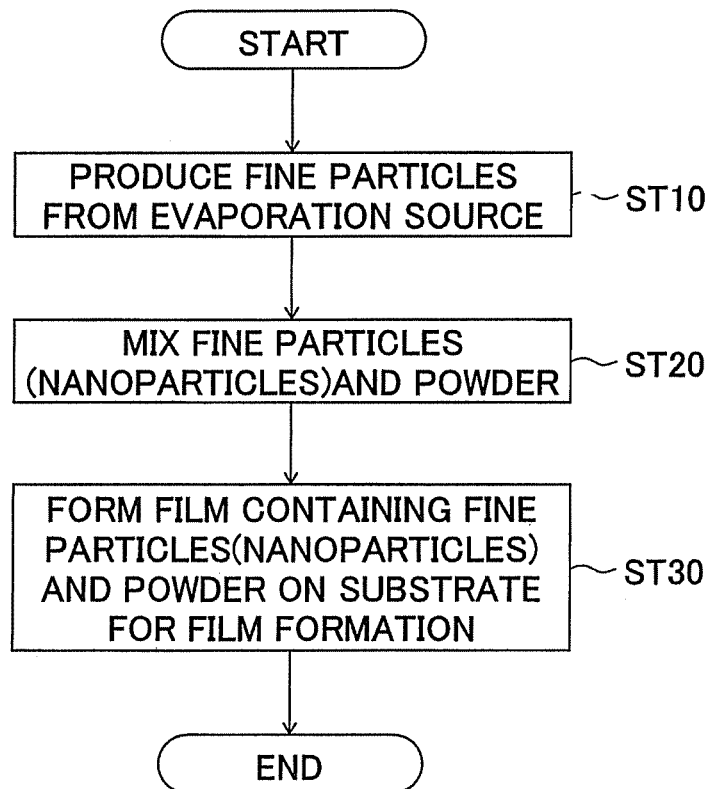 START
PRODUCE FINE PARTICLES
FROM EVAPORATION SOURCE
ST10
MIX FINE PARTICLES
(NANOPARTICLES)AND POWDER
ST20
FORM FILM CONTAINING FINE
PARTICLES(NANOPARTICLES)
AND POWDER ON SUBSTRATE
FOR FILM FORMATION
ST30
END